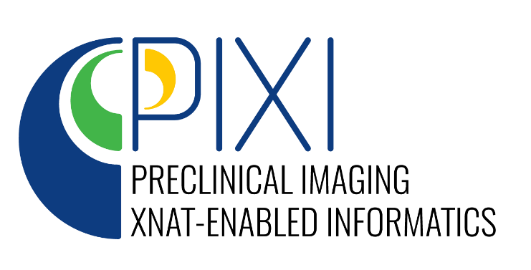 PIXI
PRECLINICAL IMAGING
XNAT-ENABLED INFORMATICS